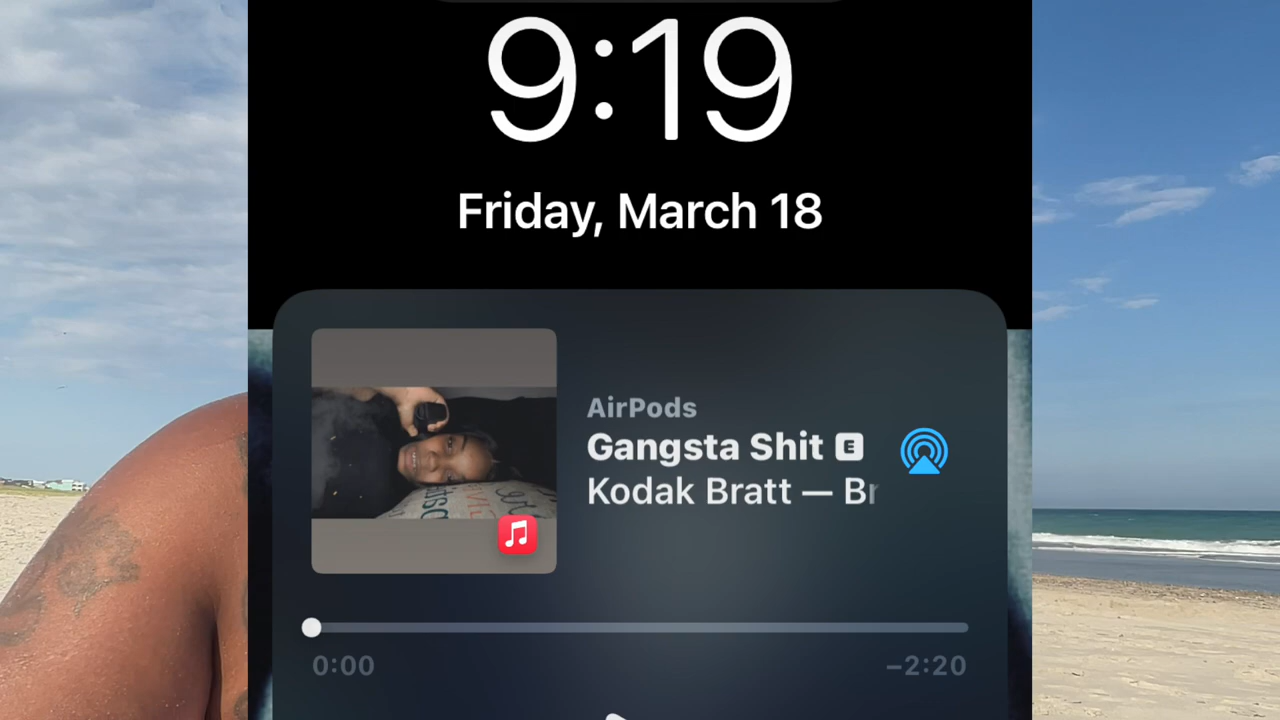 9:19
Friday, March 18
AirPods
Gangsta Shit E
Kodak Bratt — Br
0:00
−2:20